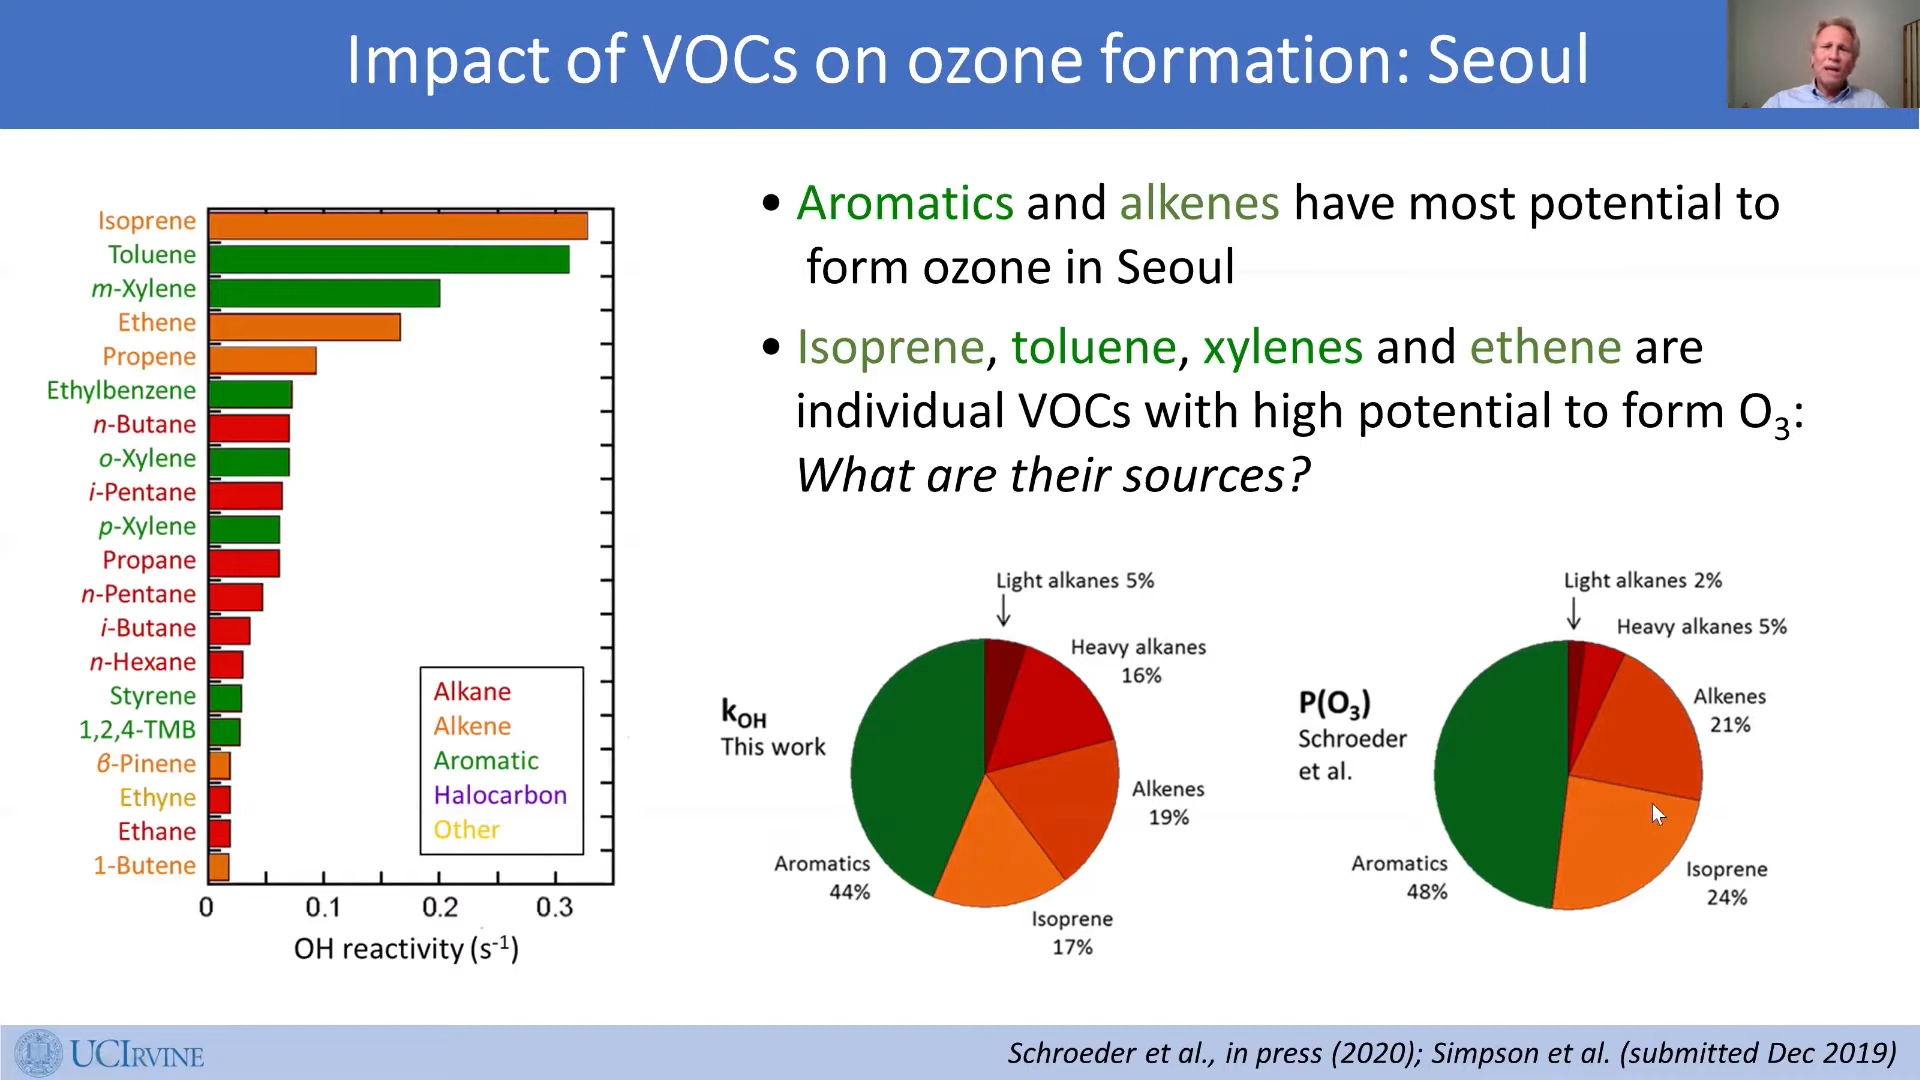 Impact of VOCs on ozone formation: Seoul
• Aromatics and alkenes have most potential to
form ozone in Seoul
• Isoprene, toluene, xylenes and ethene are
individual VOCs with high potential to form O₃:
What are their sources?
Isoprene
Toluene
m-Xylene
Ethene
Propene
Ethylbenzene
n-Butane
o-Xylene
i-Pentane
p-Xylene
Propane
n-Pentane
i-Butane
n-Hexane
Styrene
1,2,4-TMB
β-Pinene
Ethyne
Ethane
1-Butene
Alkane
Alkene
Aromatic
Halocarbon
Other
0 0.1 0.2 0.3
OH reactivity (s⁻¹)
kOH
This work
Light alkanes 5%
Heavy alkanes
16%
Alkenes
19%
Isoprene
17%
Aromatics
44%
P(O₃)
Schroeder
et al.
Light alkanes 2%
Heavy alkanes 5%
Alkenes
21%
Isoprene
24%
Aromatics
48%
UCIRVINE
Schroeder et al., in press (2020); Simpson et al. (submitted Dec 2019)